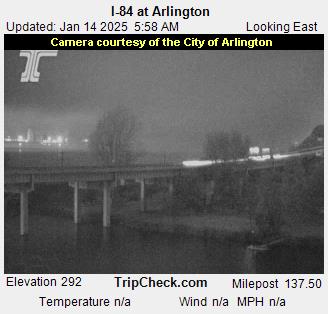 I-84 at Arlington
Updated: Jan 14 2025 5:58 AM Looking East
Camera courtesy of the City of Arlington
Elevation 292 TripCheck.com Milepost 137.50
Temperature n/a Wind n/a MPH n/a